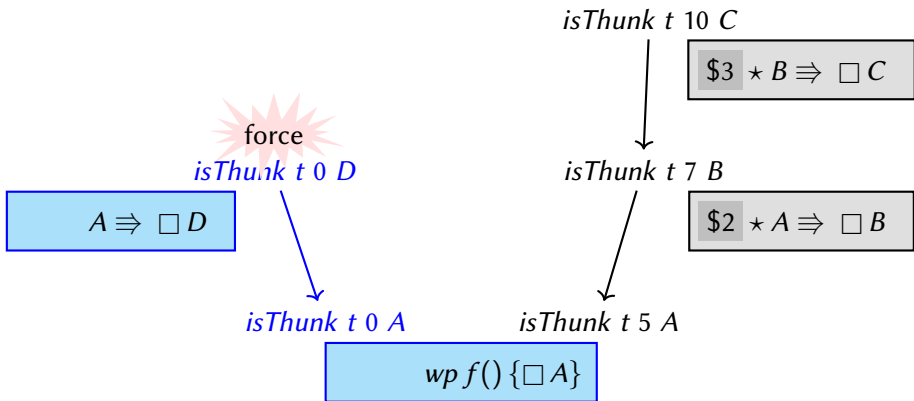 isThunk t 10 C
$3 ⋆ B ⇛ □ C
force
isThunk t 0 D
isThunk t 7 B
A ⇛ □ D
$2 ⋆ A ⇛ □ B
isThunk t 0 A
isThunk t 5 A
wp f() {□ A}